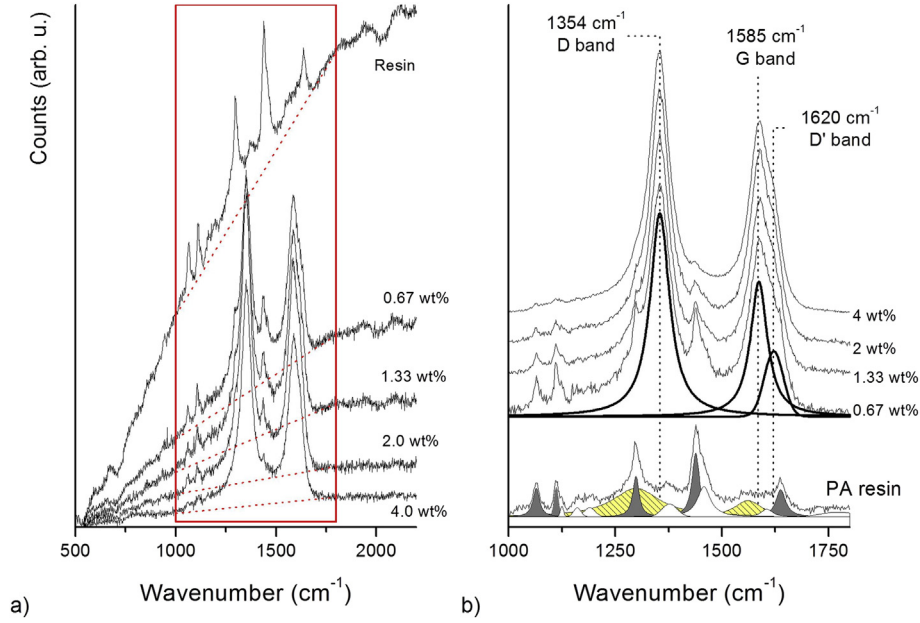 Counts (arb. u.)
Resin
0.67 wt%
1.33 wt%
2.0 wt%
4.0 wt%
500
1000
1500
2000
Wavenumber (cm⁻¹)
a)
1354 cm⁻¹
D band
1585 cm⁻¹
G band
1620 cm⁻¹
D' band
4 wt%
2 wt%
1.33 wt%
0.67 wt%
PA resin
1000
1250
1500
1750
Wavenumber (cm⁻¹)
b)